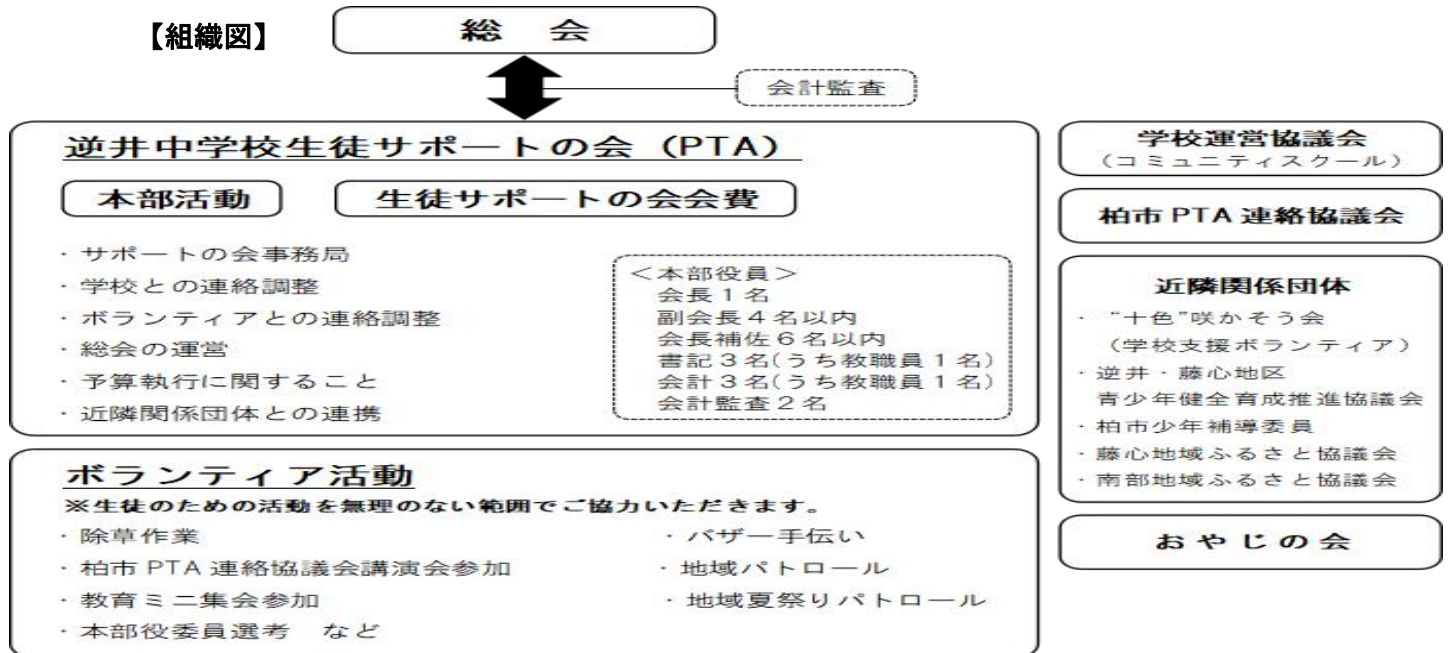 【組織図】
総 会
会計監査
逆井中学校生徒サポートの会（PTA）
本部活動
生徒サポートの会会費
・サポートの会事務局
・学校との連絡調整
・ボランティアとの連絡調整
・総会の運営
・予算執行に関すること
・近隣関係団体との連携
＜本部役員＞
会長１名
副会長４名以内
会長補佐６名以内
書記３名(うち教職員１名)
会計３名(うち教職員１名)
会計監査２名
ボランティア活動
※生徒のための活動を無理のない範囲でご協力いただきます。
・除草作業
・柏市 PTA 連絡協議会講演会参加
・教育ミニ集会参加
・本部役委員選考　など
・バザー手伝い
・地域パトロール
・地域夏祭りパトロール
学校運営協議会
（コミュニティスクール）
柏市 PTA 連絡協議会
近隣関係団体
・“十色”咲かそう会
（学校支援ボランティア）
・逆井・藤心地区
青少年健全育成推進協議会
・柏市少年補導委員
・藤心地域ふるさと協議会
・南部地域ふるさと協議会
おやじの会